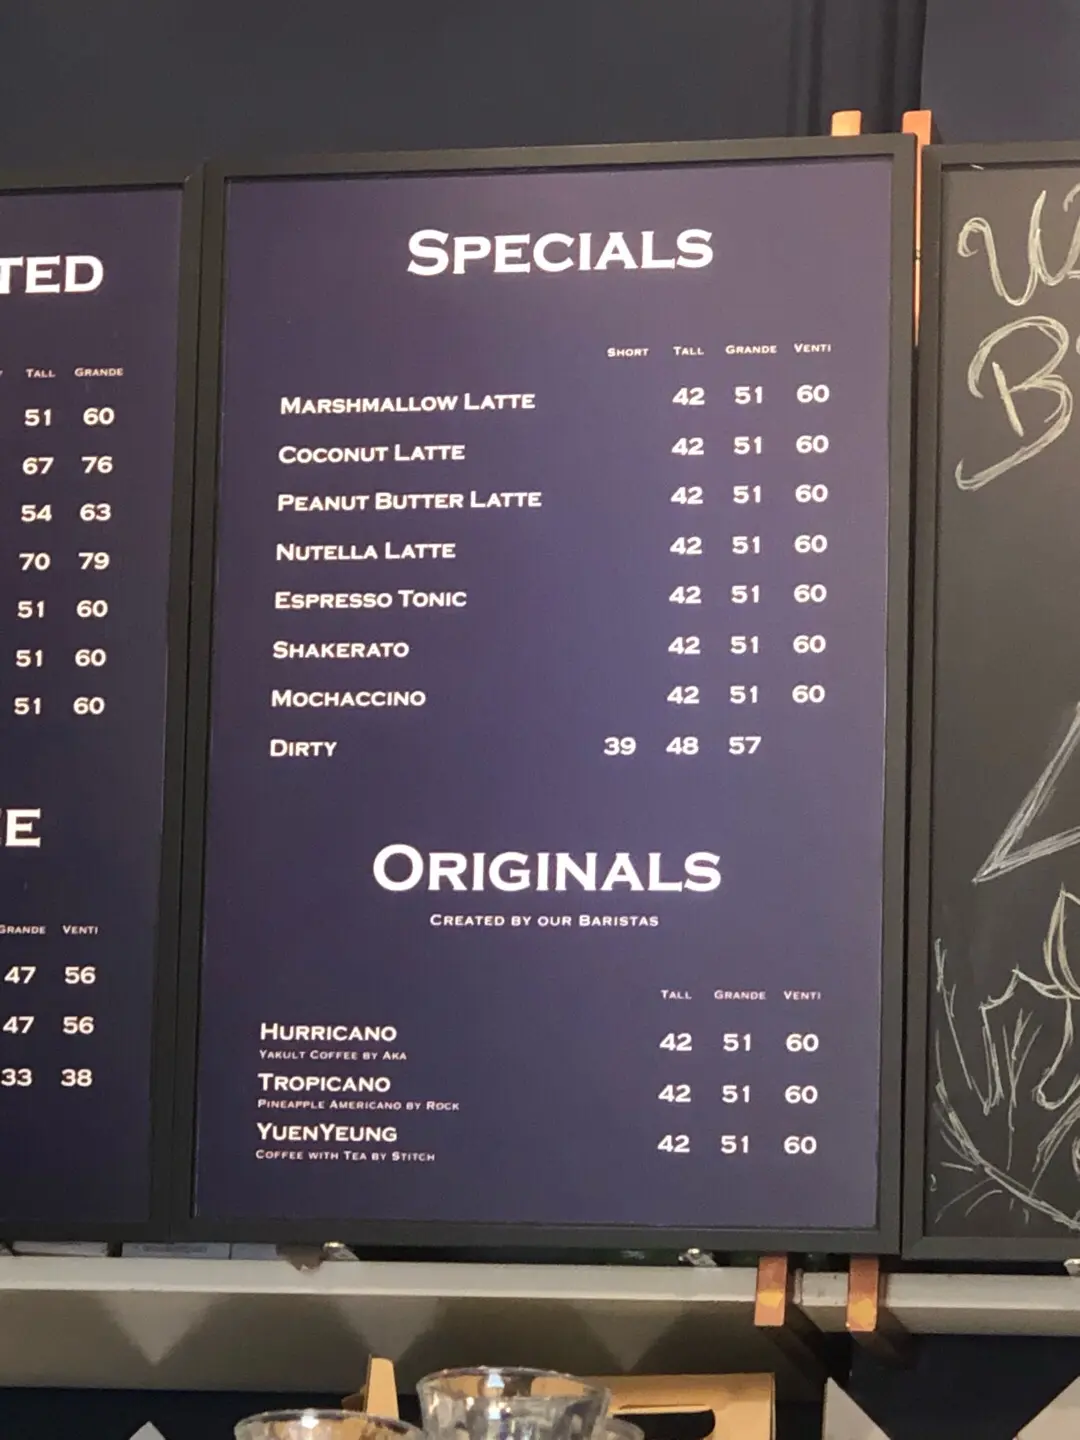 TED
TALL GRANDE
51 60
67 76
54 63
70 79
51 60
51 60
51 60
E
GRANDE VENTI
47 56
47 56
33 38
SPECIALS
SHORT TALL GRANDE VENTI
MARSHMALLOW LATTE 42 51 60
COCONUT LATTE 42 51 60
PEANUT BUTTER LATTE 42 51 60
NUTELLA LATTE 42 51 60
ESPRESSO TONIC 42 51 60
SHAKERATO 42 51 60
MOCHACCINO 42 51 60
DIRTY 39 48 57
ORIGINALS
CREATED BY OUR BARISTAS
TALL GRANDE VENTI
HURRICANO 42 51 60
YAKULT COFFEE BY AKA
TROPICANO 42 51 60
PINEAPPLE AMERICANO BY ROCK
YUENYEUNG 42 51 60
COFFEE WITH TEA BY STITCH